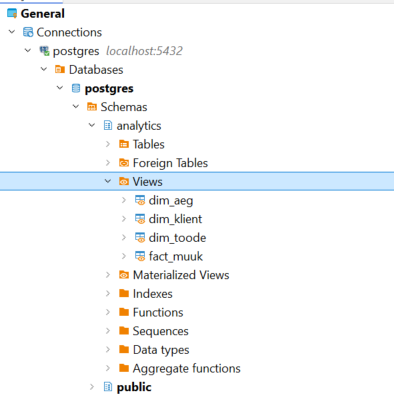 General
Connections
postgres localhost:5432
Databases
postgres
Schemas
analytics
Tables
Foreign Tables
Views
dim_aeg
dim_klient
dim_toode
fact_muuk
Materialized Views
Indexes
Functions
Sequences
Data types
Aggregate functions
public